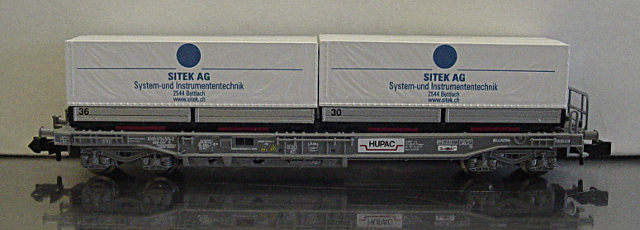 SITEK AG
System-und Instrumententechnik
2544 Bettlach
www.sitek.ch
36
SITEK AG
System-und Instrumententechnik
2544 Bettlach
www.sitek.ch
30
HUPAC